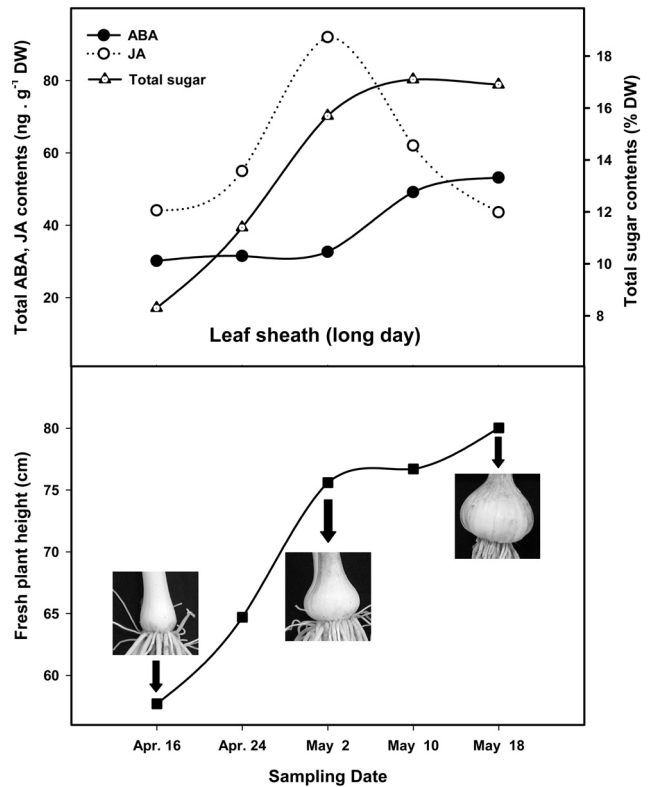 ABA
JA
Total sugar
Total ABA, JA contents (ng . g-1 DW)
80
60
40
20
Total sugar contents (% DW)
18
16
14
12
10
8
Leaf sheath (long day)
Fresh plant height (cm)
80
75
70
65
60
Apr. 16 Apr. 24 May 2 May 10 May 18
Sampling Date